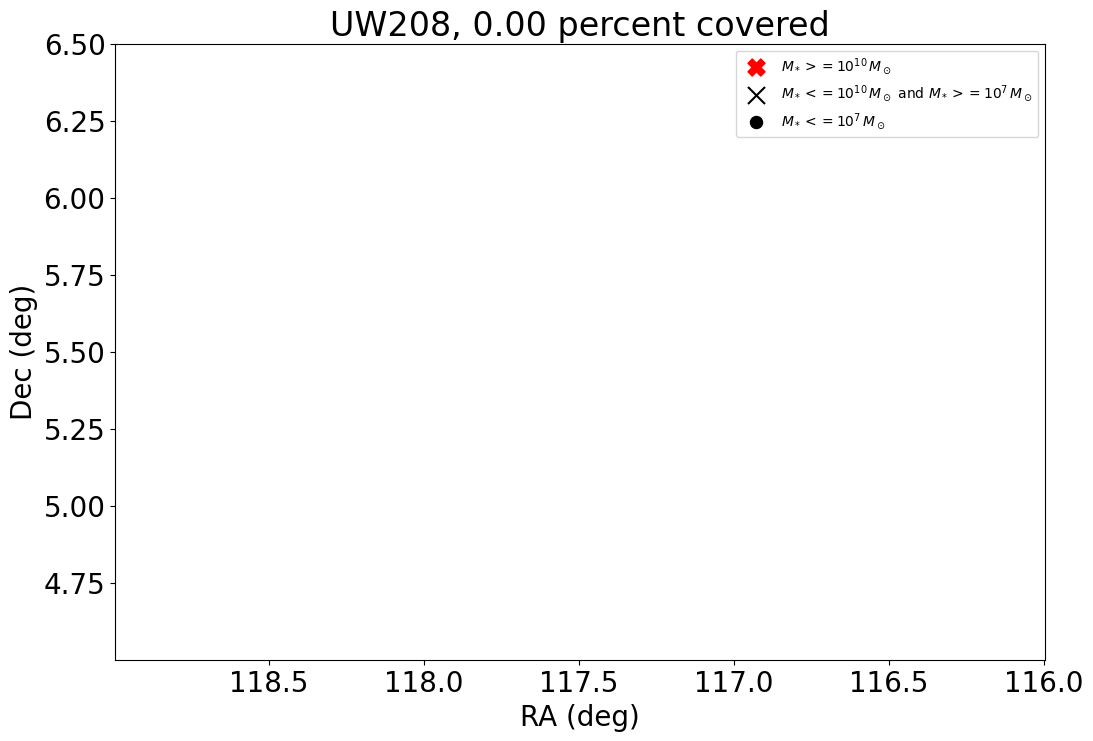 UW208, 0.00 percent covered
6.50
6.25
6.00
5.75
5.50
5.25
5.00
4.75
Dec (deg)
M* >= 10^10 M⊙
M* <= 10^10 M⊙ and M* >= 10^7 M⊙
M* <= 10^7 M⊙
118.5 118.0 117.5 117.0 116.5 116.0
RA (deg)